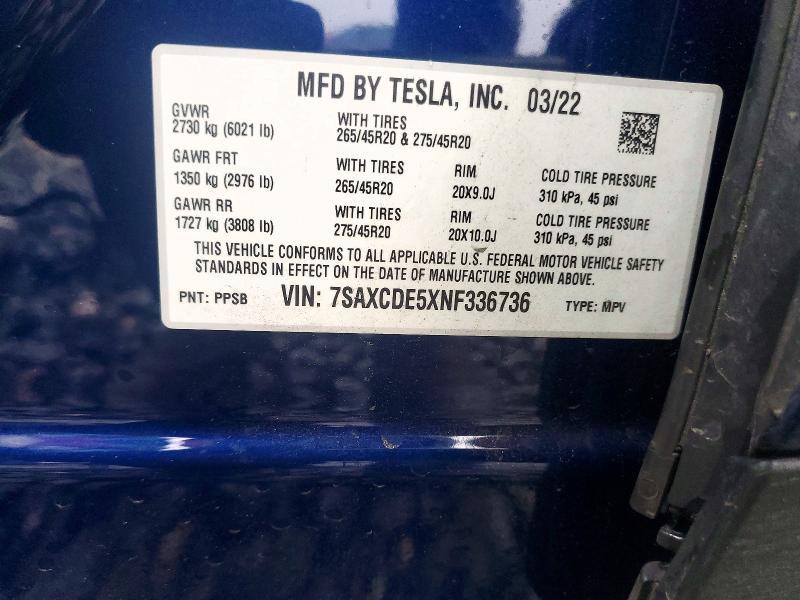 MFD BY TESLA, INC. 03/22
GVWR
2730 kg (6021 lb)
WITH TIRES
265/45R20 & 275/45R20
GAWR FRT
1350 kg (2976 lb)
WITH TIRES
265/45R20
RIM
20X9.0J
COLD TIRE PRESSURE
310 kPa, 45 psi
GAWR RR
1727 kg (3808 lb)
WITH TIRES
275/45R20
RIM
20X10.0J
COLD TIRE PRESSURE
310 kPa, 45 psi
THIS VEHICLE CONFORMS TO ALL APPLICABLE U.S. FEDERAL MOTOR VEHICLE SAFETY
STANDARDS IN EFFECT ON THE DATE OF MANUFACTURE SHOWN ABOVE.
PNT: PPSB VIN: 7SAXCDE5XNF336736 TYPE: MPV